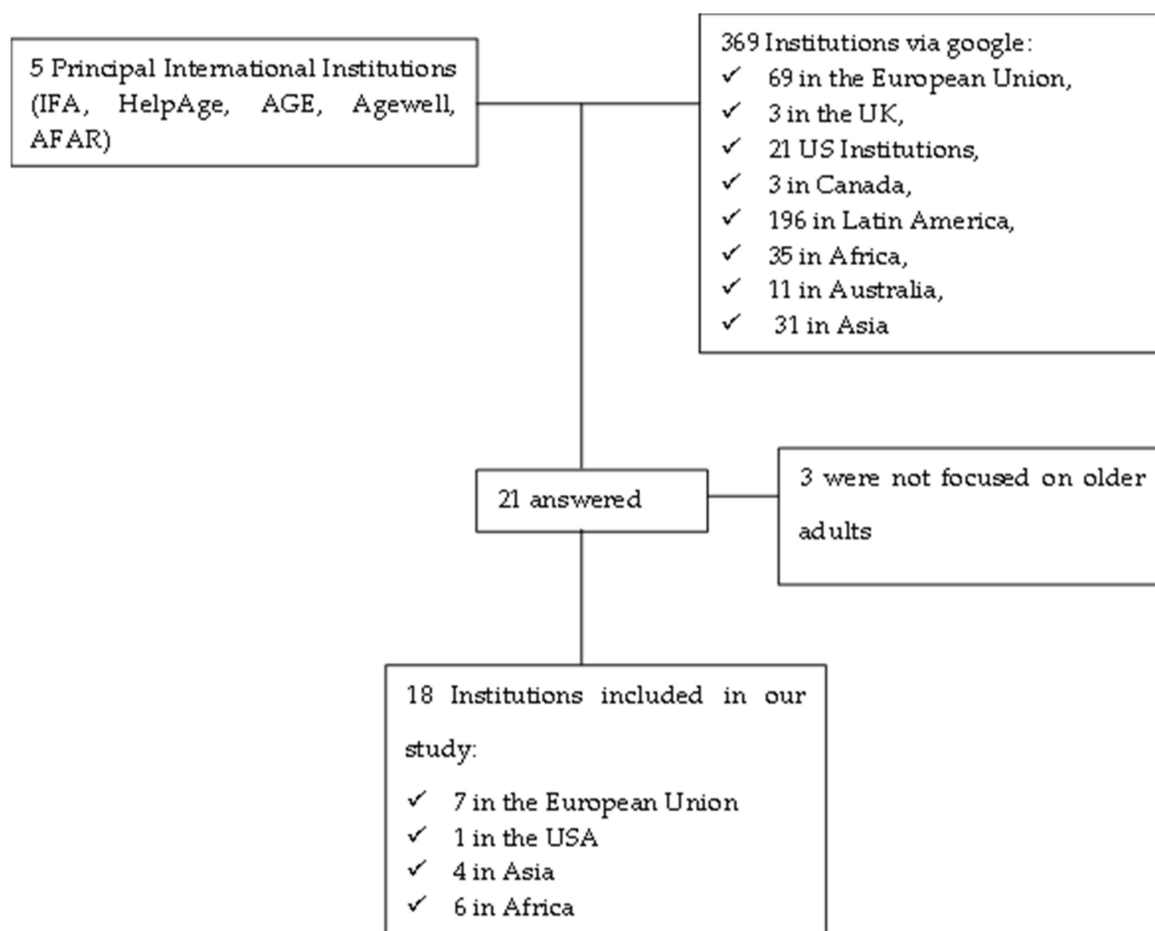 5 Principal International Institutions
(IFA, HelpAge, AGE, Agewell,
AFAR)
369 Institutions via google:
✓ 69 in the European Union,
✓ 3 in the UK,
✓ 21 US Institutions,
✓ 3 in Canada,
✓ 196 in Latin America,
✓ 35 in Africa,
✓ 11 in Australia,
✓ 31 in Asia
21 answered
3 were not focused on older
adults
18 Institutions included in our
study:
✓ 7 in the European Union
✓ 1 in the USA
✓ 4 in Asia
✓ 6 in Africa